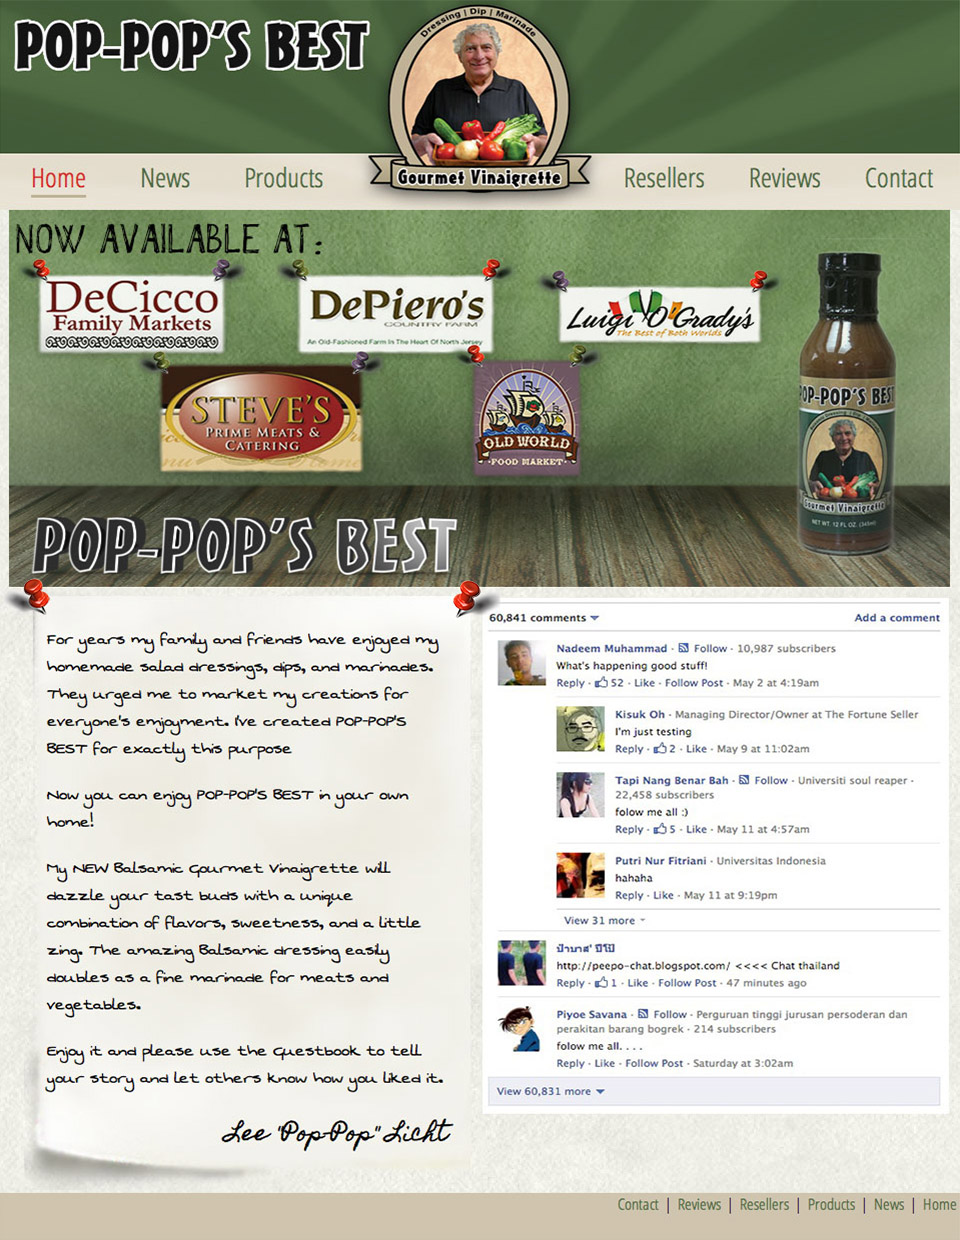 POP-POP'S BEST
Dressing | Dip | Marinade
Gourmet Vinaigrette
Home
News
Products
Resellers
Reviews
Contact
NOW AVAILABLE AT:
DeCicco
Family Markets
DePiero's
COUNTRY FARM
An Old-Fashioned Farm In The Heart Of North Jersey
Luigi O'Grady's
The Best of Both Worlds
STEVE'S
PRIME MEATS &
CATERING
OLD WORLD
FOOD MARKET
POP-POP'S BEST
Dressing | Dip | Marinade
Gourmet Vinaigrette
NET WT. 12 FL OZ. (345ml)
POP-POP'S BEST
For years my family and friends have enjoyed my
homemade salad dressings, dips, and marinades.
They urged me to market my creations for
everyone's enjoyment. I've created POP-POP'S
BEST for exactly this purpose
Now you can enjoy POP-POP'S BEST in your own
home!
My NEW Balsamic Gourmet Vinaigrette will
dazzle your tast buds with a unique
combination of flavors, sweetness, and a little
zing. The amazing Balsamic dressing easily
doubles as a fine marinade for meats and
vegetables.
Enjoy it and please use the Guestbook to tell
your story and let others know how you liked it.
Lee "Pop-Pop" Licht
60,841 comments
Add a comment
Nadeem Muhammad · Follow · 10,987 subscribers
What's happening good stuff!
Reply · 52 · Like · Follow Post · May 2 at 4:19am
Kisuk Oh · Managing Director/Owner at The Fortune Seller
I'm just testing
Reply · 2 · Like · May 9 at 11:02am
Tapi Nang Benar Bah · Follow · Universiti soul reaper ·
22,458 subscribers
folow me all :)
Reply · 5 · Like · May 11 at 4:57am
Putri Nur Fitriani · Universitas Indonesia
hahaha
Reply · Like · May 11 at 9:19pm
View 31 more
http://peepo-chat.blogspot.com/ <<<< Chat thailand
Reply · 1 · Like · Follow Post · 47 minutes ago
Piyoe Savana · Follow · Perguruan tinggi jurusan persoderan dan
perakitan barang bogrek · 214 subscribers
folow me all. . . .
Reply · Like · Follow Post · Saturday at 3:02am
View 60,831 more
Contact | Reviews | Resellers | Products | News | Home